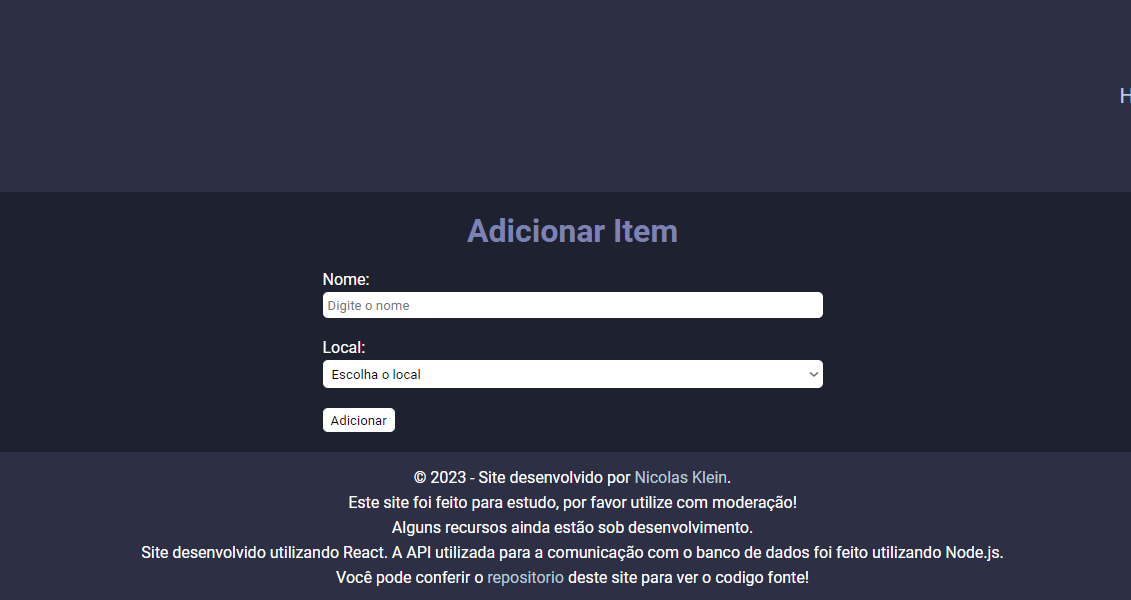 H
Adicionar Item
Nome:
Digite o nome
Local:
Escolha o local
Adicionar
© 2023 - Site desenvolvido por Nicolas Klein.
Este site foi feito para estudo, por favor utilize com moderação!
Alguns recursos ainda estão sob desenvolvimento.
Site desenvolvido utilizando React. A API utilizada para a comunicação com o banco de dados foi feito utilizando Node.js.
Você pode conferir o repositorio deste site para ver o codigo fonte!